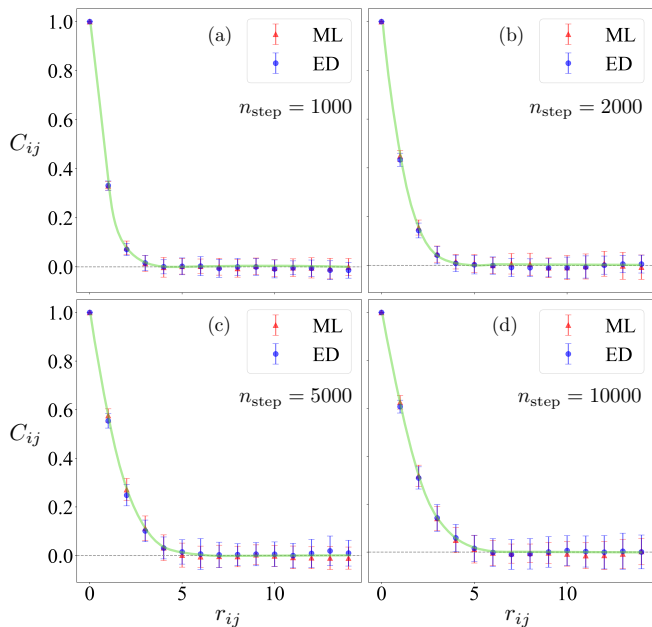 (a) ML (b) ML
ED ED
n_step = 1000 n_step = 2000
C_ij
1.0
0.8
0.6
0.4
0.2
0.0
(c) ML (d) ML
ED ED
n_step = 5000 n_step = 10000
C_ij
1.0
0.8
0.6
0.4
0.2
0.0
0 5 10 0 5 10
r_ij r_ij